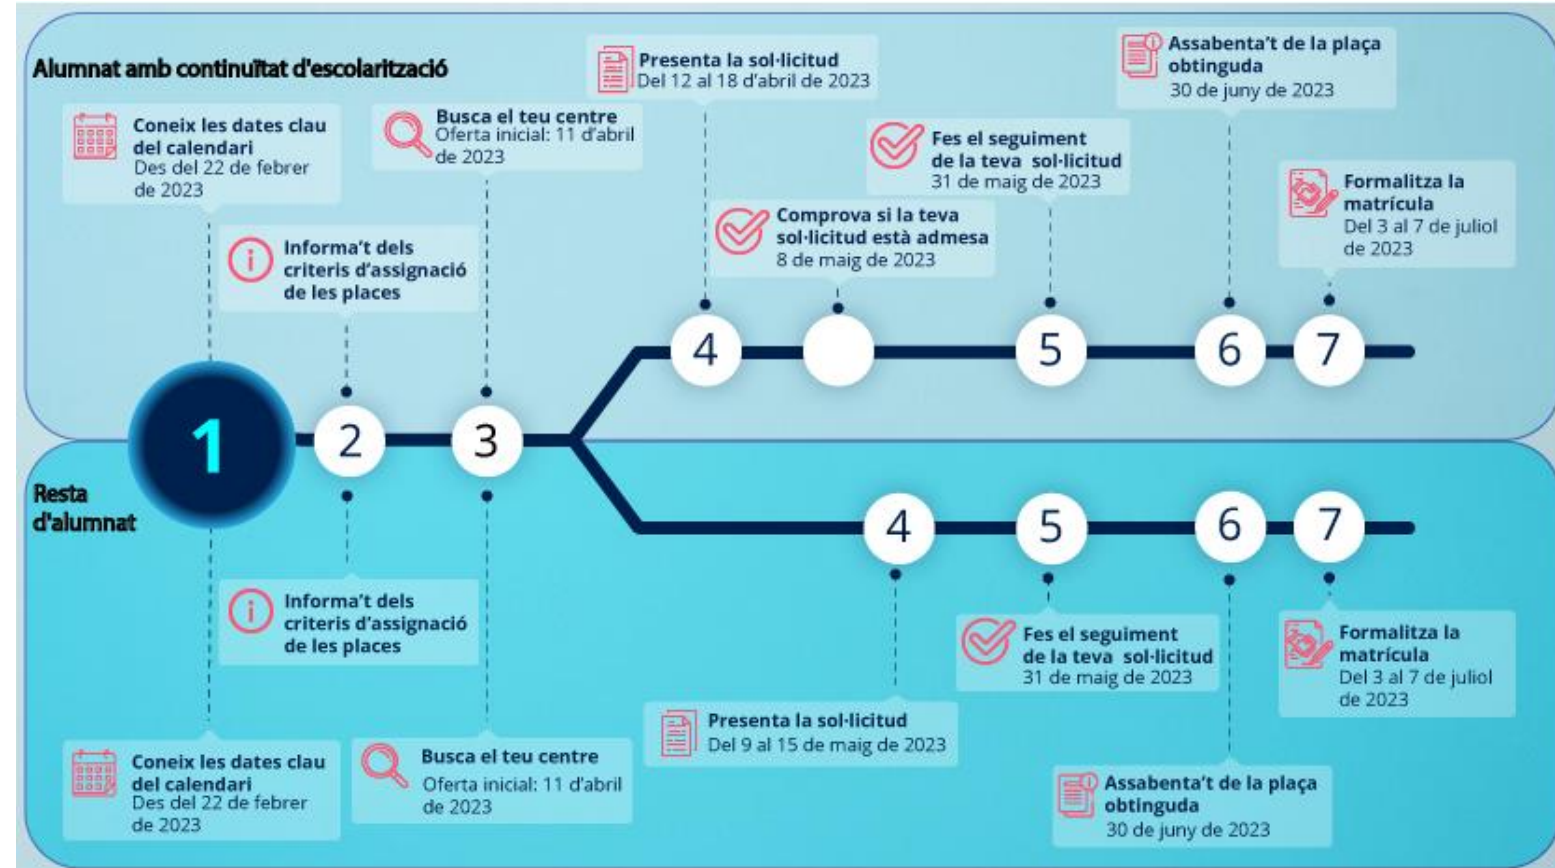 Alumnat amb continuïtat d'escolarització
Coneix les dates clau
del calendari
Des del 22 de febrer
de 2023
Informa't dels
criteris d'assignació
de les places
Busca el teu centre
Oferta inicial: 11 d'abril
de 2023
Presenta la sol·licitud
Del 12 al 18 d'abril de 2023
Comprova si la teva
sol·licitud està admesa
8 de maig de 2023
Fes el seguiment
de la teva sol·licitud
31 de maig de 2023
Assabenta't de la plaça
obtinguda
30 de juny de 2023
Formalitza la
matrícula
Del 3 al 7 de juliol
de 2023
4
5
6
7
1
2
3
Resta
d'alumnat
4
5
6
7
Coneix les dates clau
del calendari
Des del 22 de febrer
de 2023
Informa't dels
criteris d'assignació
de les places
Busca el teu centre
Oferta inicial: 11 d'abril
de 2023
Presenta la sol·licitud
Del 9 al 15 de maig de 2023
Fes el seguiment
de la teva sol·licitud
31 de maig de 2023
Assabenta't de la plaça
obtinguda
30 de juny de 2023
Formalitza la
matrícula
Del 3 al 7 de juliol
de 2023